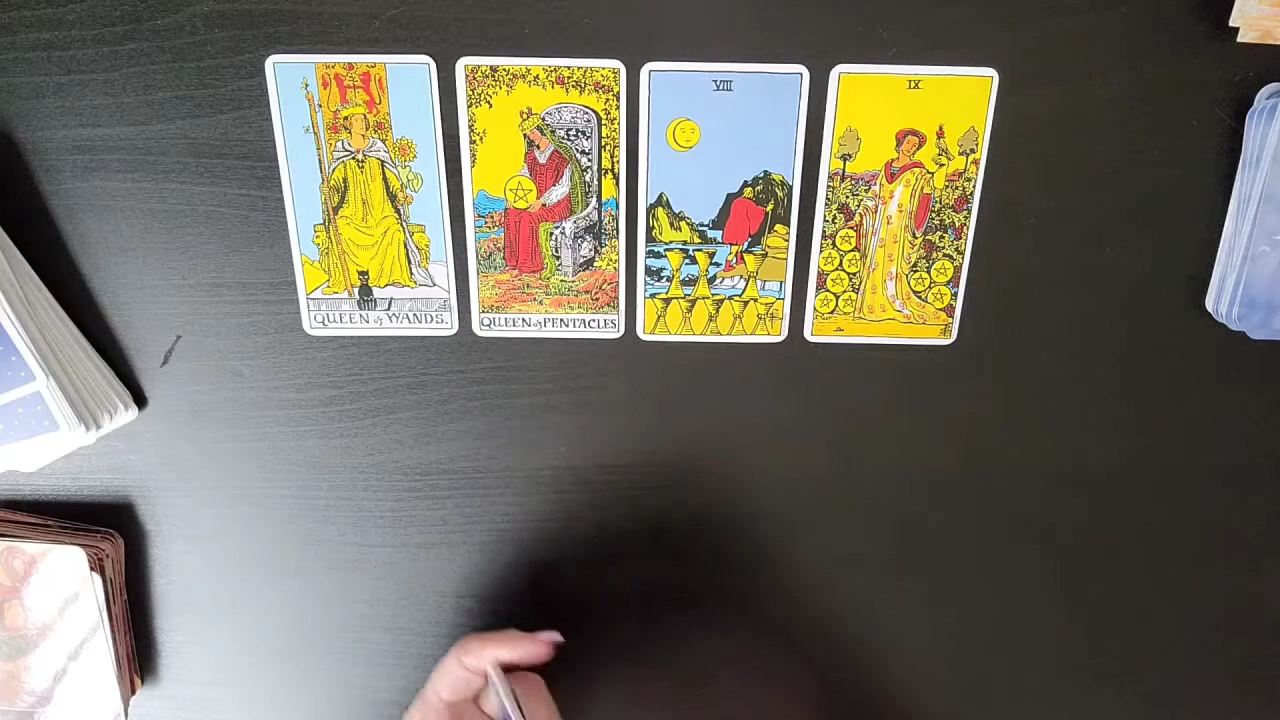 QUEEN of WANDS.
QUEEN of PENTACLES
VIII
IX